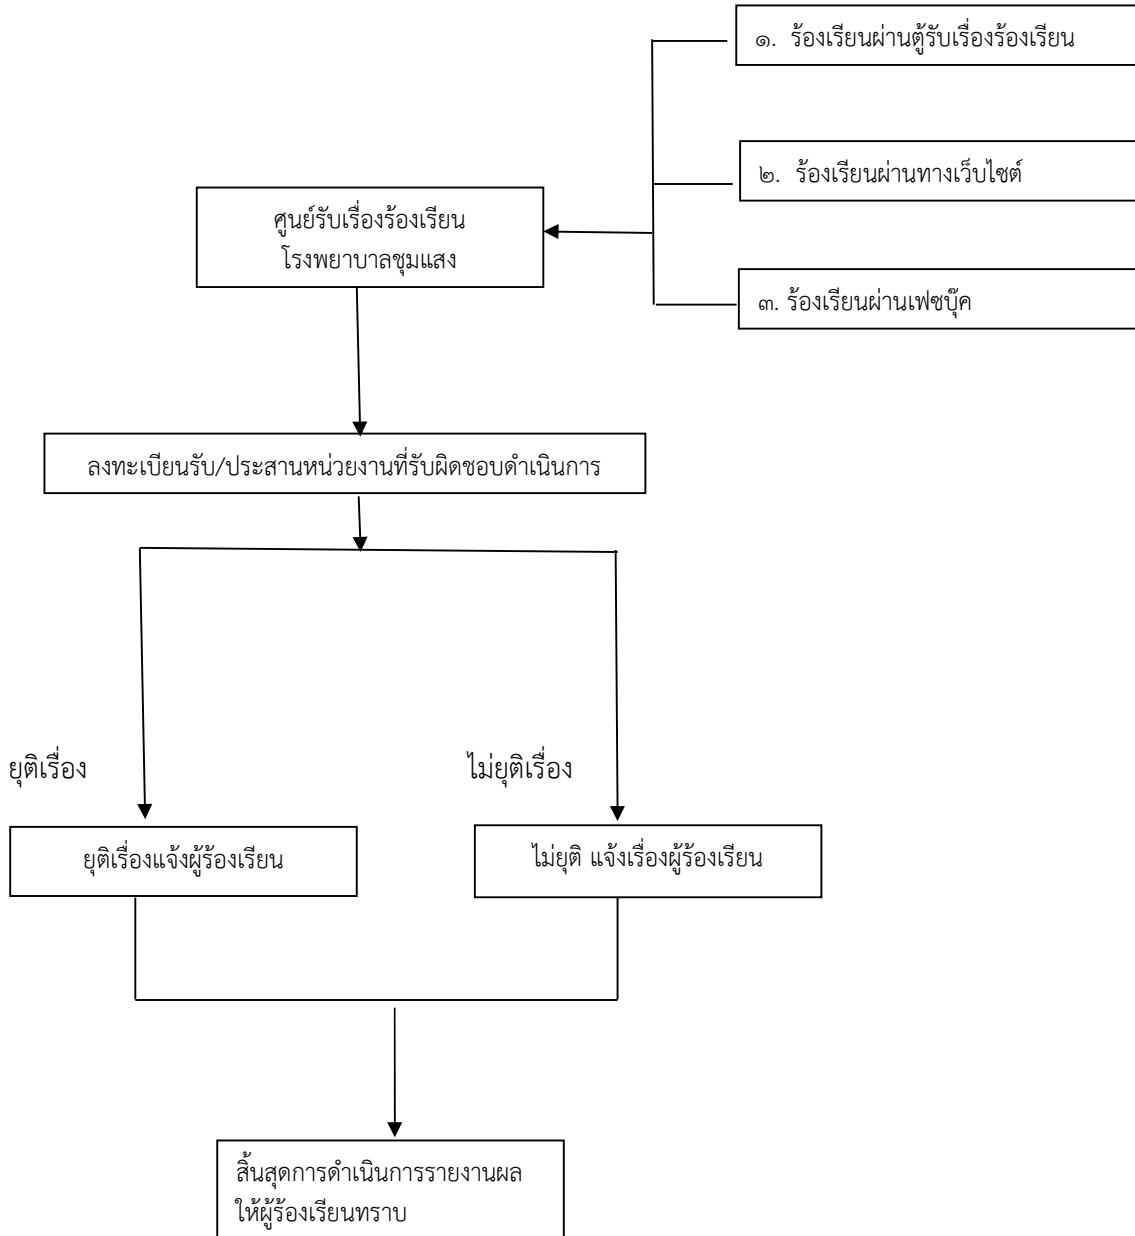 ๑. ร้องเรียนผ่านตู้รับเรื่องร้องเรียน
๒. ร้องเรียนผ่านทางเว็บไซต์
ศูนย์รับเรื่องร้องเรียน
โรงพยาบาลชุมแสง
๓. ร้องเรียนผ่านเฟซบุ๊ค
ลงทะเบียนรับ/ประสานหน่วยงานที่รับผิดชอบดำเนินการ
ยุติเรื่อง
ไม่ยุติเรื่อง
ยุติเรื่องแจ้งผู้ร้องเรียน
ไม่ยุติ แจ้งเรื่องผู้ร้องเรียน
สิ้นสุดการดำเนินการรายงานผล
ให้ผู้ร้องเรียนทราบ